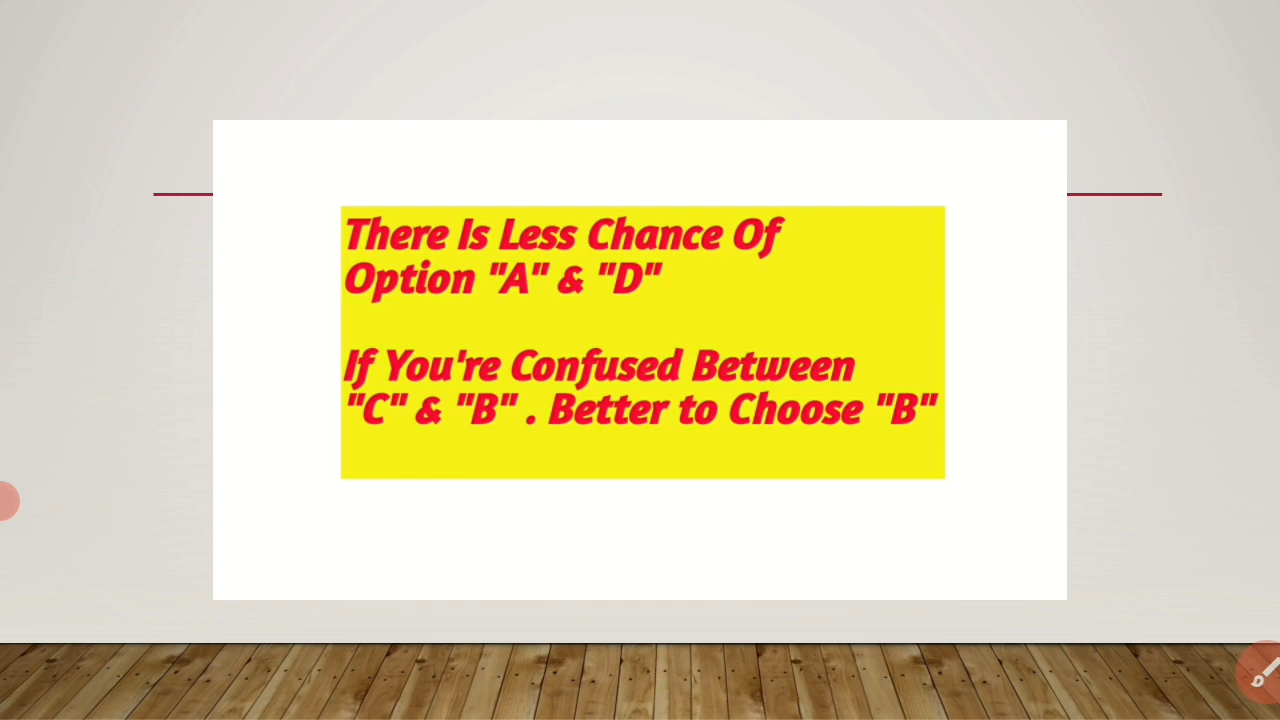 There Is Less Chance Of
Option "A" & "D"
If You're Confused Between
"C" & "B" . Better to Choose "B"